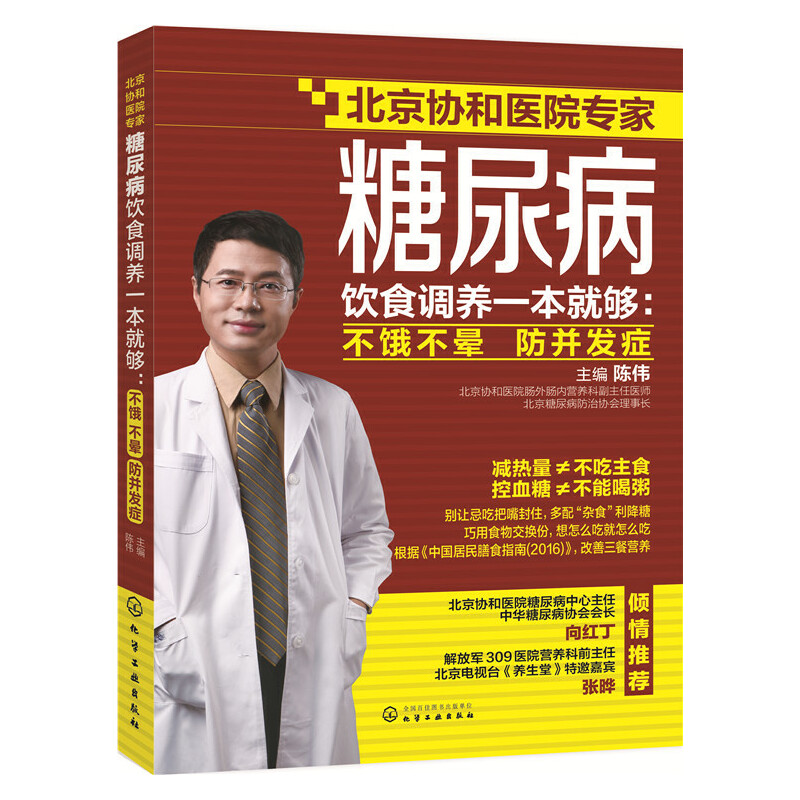 北京协和医院专家
糖尿病饮食调养一本就够：
不饿 不晕
防并发症
主编
陈伟
化学工业出版社
北京协和医院专家
糖尿病
饮食调养一本就够：
不饿不晕 防并发症
主编 陈伟
北京协和医院肠外肠内营养科副主任医师
北京糖尿病防治协会理事长
减热量≠不吃主食
控血糖≠不能喝粥
别让忌吃把嘴封住，多配“杂食”利降糖
巧用食物交换份，想怎么吃就怎么吃
根据《中国居民膳食指南(2016)》，改善三餐营养
北京协和医院糖尿病中心主任
中华糖尿病协会会长
向红丁
解放军309医院营养科前主任
北京电视台《养生堂》特邀嘉宾
张晔
倾情推荐
全国百佳图书出版单位
化学工业出版社